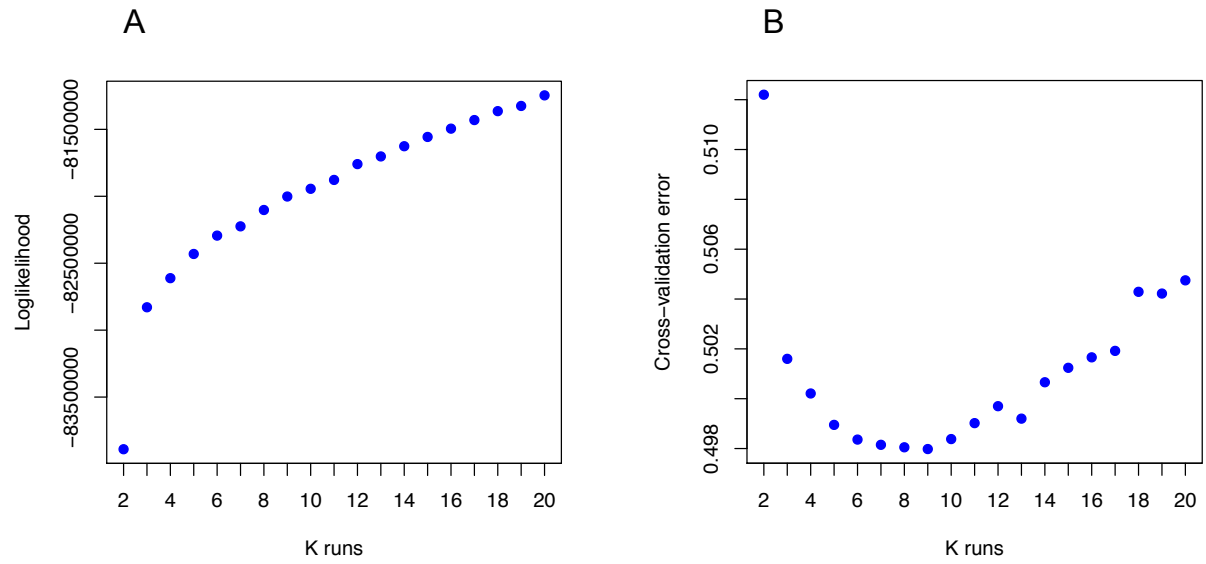 A
Loglikelihood
−81500000
−82500000
−83500000
2 4 6 8 10 12 14 16 18 20
K runs
B
Cross−validation error
0.510
0.506
0.502
0.498
2 4 6 8 10 12 14 16 18 20
K runs